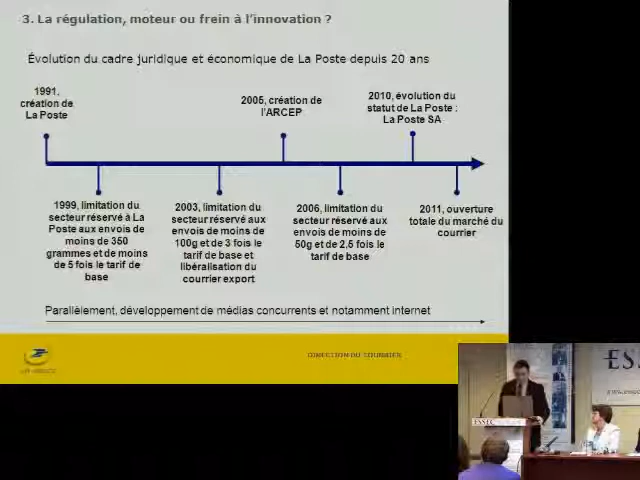 3. La régulation, moteur ou frein à l'innovation ?
Évolution du cadre juridique et économique de La Poste depuis 20 ans
1991,
création de
La Poste
2005, création de
l'ARCEP
2010, évolution du
statut de La Poste :
La Poste SA
1999, limitation du
secteur réservé à La
Poste aux envois de
moins de 350
grammes et de moins
de 5 fois le tarif de
base
2003, limitation du
secteur réservé aux
envois de moins de
100g et de 3 fois le
tarif de base et
libéralisation du
courrier export
2006, limitation du
secteur réservé aux
envois de moins de
50g et de 2,5 fois le
tarif de base
2011, ouverture
totale du marché du
courrier
Parallèlement, développement de médias concurrents et notamment internet
LA POSTE
DIRECTION DU COURRIER
ESS
ESSEC